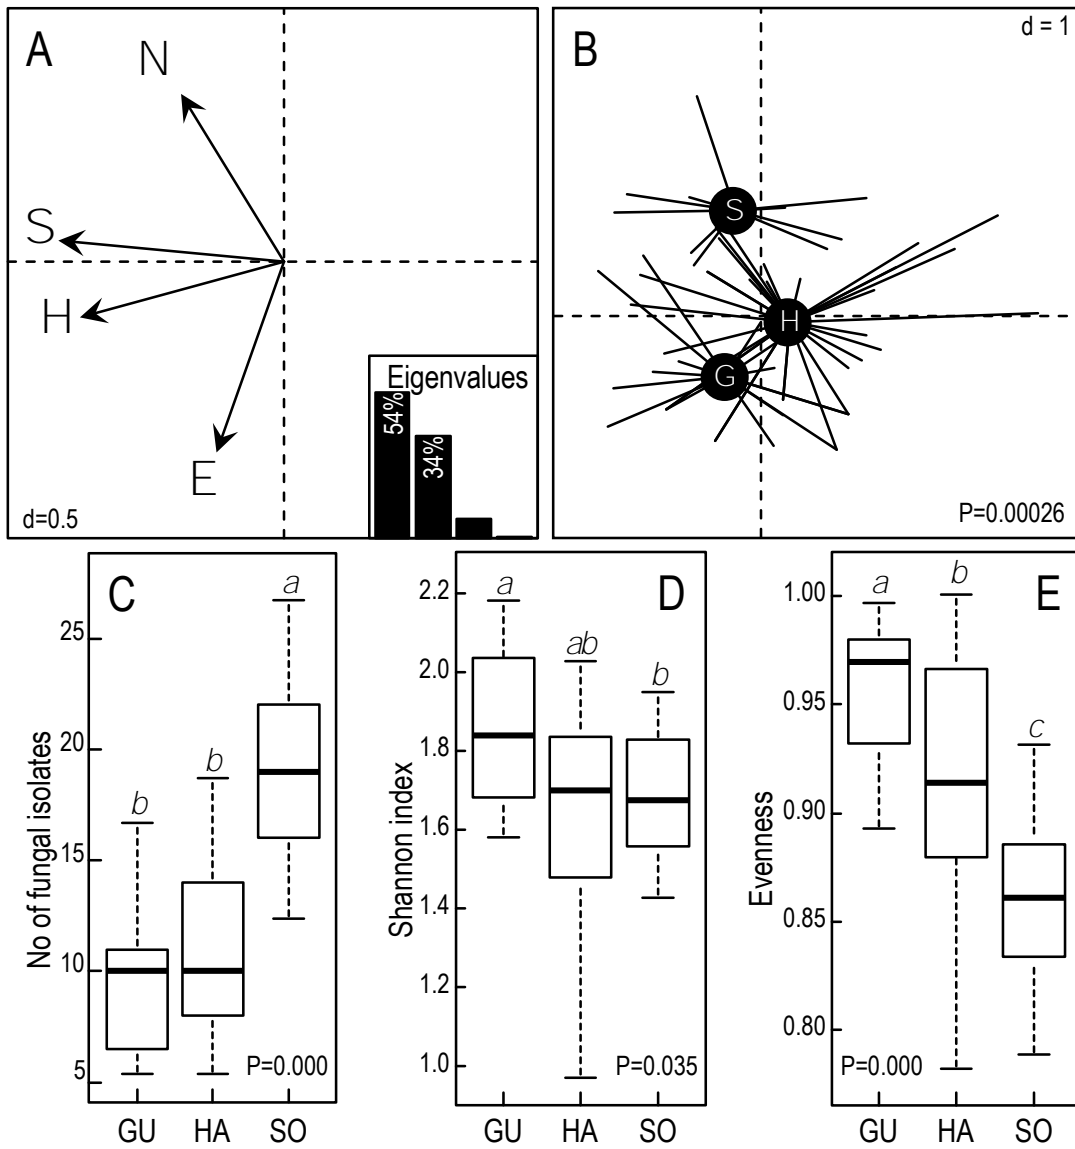 A
N
S
H
E
d=0.5
Eigenvalues
54%
34%
B
d = 1
S
H
G
P=0.00026
C
No of fungal isolates
25
20
15
10
5
b
b
a
P=0.000
GU HA SO
D
Shannon index
2.2
2.0
1.8
1.6
1.4
1.2
1.0
a
ab
b
P=0.035
GU HA SO
E
Evenness
1.00
0.95
0.90
0.85
0.80
a
b
c
P=0.000
GU HA SO